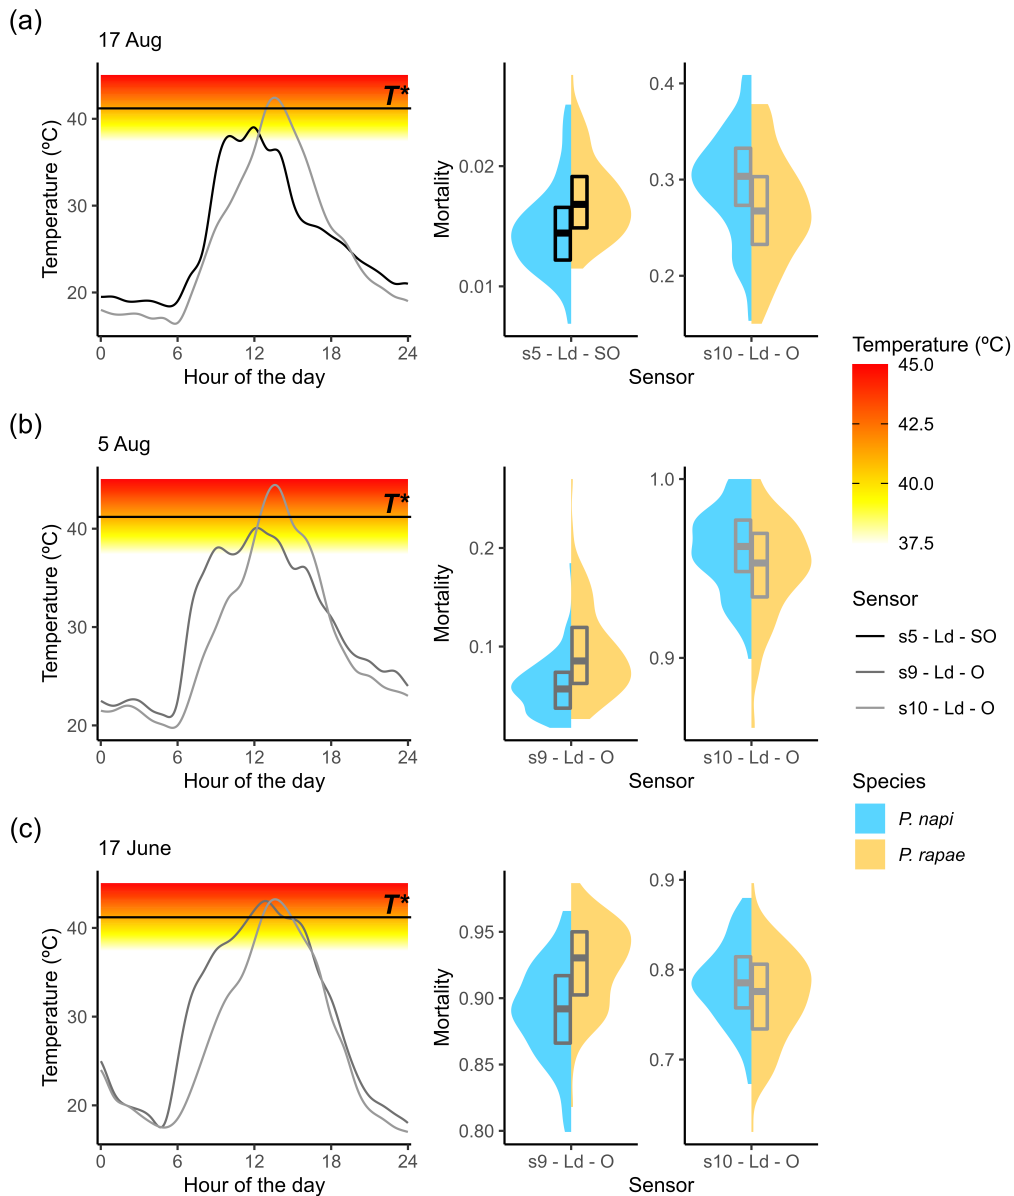 (a)
17 Aug
T*
Temperature (ºC)
40
30
20
0 6 12 18 24
Hour of the day
Mortality
0.02
0.01
s5 - Ld - SO
0.4
0.3
0.2
s10 - Ld - O
Sensor
(b)
5 Aug
T*
Temperature (ºC)
40
30
20
0 6 12 18 24
Hour of the day
Mortality
0.2
0.1
s9 - Ld - O
1.0
0.9
s10 - Ld - O
Sensor
(c)
17 June
T*
Temperature (ºC)
40
30
20
0 6 12 18 24
Hour of the day
Mortality
0.95
0.90
0.85
0.80
s9 - Ld - O
0.9
0.8
0.7
s10 - Ld - O
Sensor
Temperature (ºC)
45.0
42.5
40.0
37.5
Sensor
s5 - Ld - SO
s9 - Ld - O
s10 - Ld - O
Species
P. napi
P. rapae